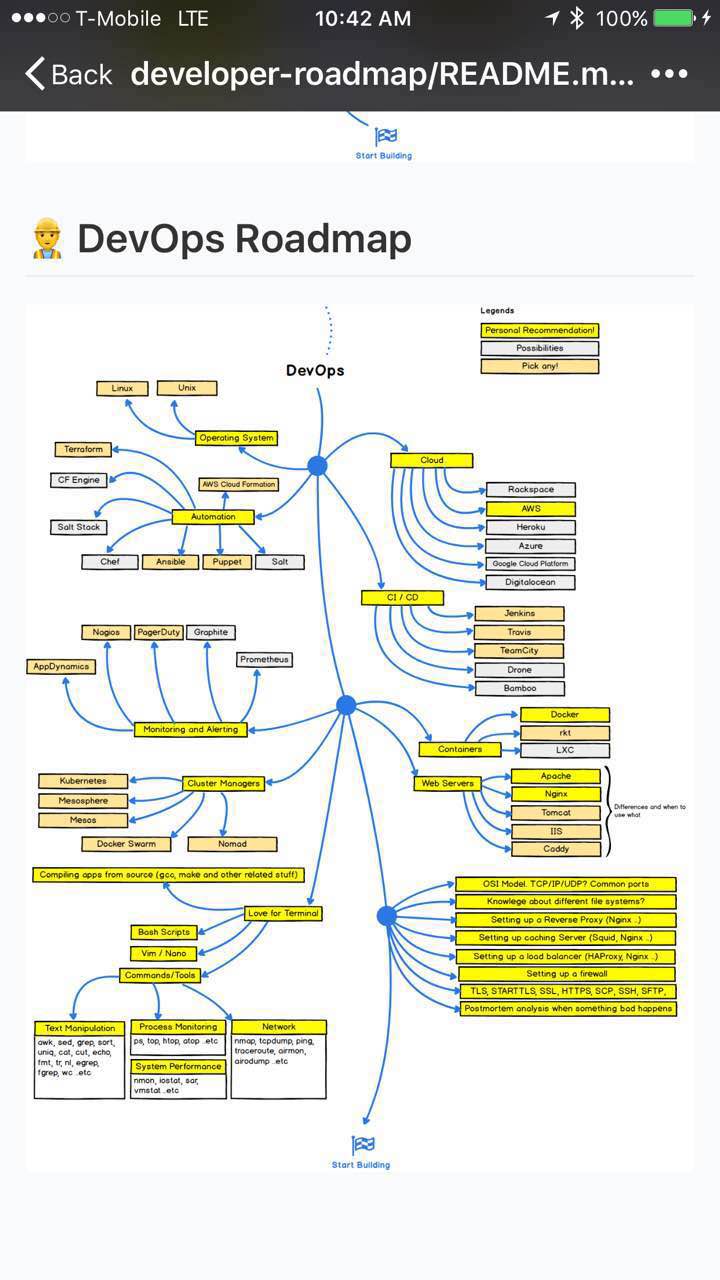 T-Mobile LTE 10:42 AM 100%
Back developer-roadmap/README.m... •••
Start Building
DevOps Roadmap
Legends
Personal Recommendation!
Possibilities
Pick any!
DevOps
Linux
Unix
Operating System
Terraform
CF Engine
AWS Cloud Formation
Salt Stack
Automation
Chef
Ansible
Puppet
Salt
Cloud
Rackspace
AWS
Heroku
Azure
Google Cloud Platform
Digitalocean
CI / CD
Jenkins
Travis
TeamCity
Drone
Bamboo
Nagios
PagerDuty
Graphite
AppDynamics
Prometheus
Monitoring and Alerting
Containers
Docker
rkt
LXC
Cluster Managers
Kubernetes
Mesosphere
Mesos
Docker Swarm
Nomad
Web Servers
Apache
Nginx
Tomcat
IIS
Caddy
Differences and when to
use what
Compiling apps from source (gcc, make and other related stuff)
Love for Terminal
Bash Scripts
Vim / Nano
Commands/Tools
OSI Model. TCP/IP/UDP? Common ports
Knowlege about different file systems?
Setting up a Reverse Proxy (Nginx ..)
Setting up caching Server (Squid, Nginx ..)
Setting up a load balancer (HAProxy, Nginx ..)
Setting up a firewall
TLS, STARTTLS, SSL, HTTPS, SCP, SSH, SFTP,
Postmortem analysis when something bad happens
Text Manipulation
awk, sed, grep, sort,
uniq, cat, cut, echo,
fmt, tr, nl, egrep,
fgrep, wc ..etc
Process Monitoring
ps, top, htop, atop ..etc
System Performance
nmon, iostat, sar,
vmstat ..etc
Network
nmap, tcpdump, ping,
traceroute, airmon,
airodump ..etc
Start Building